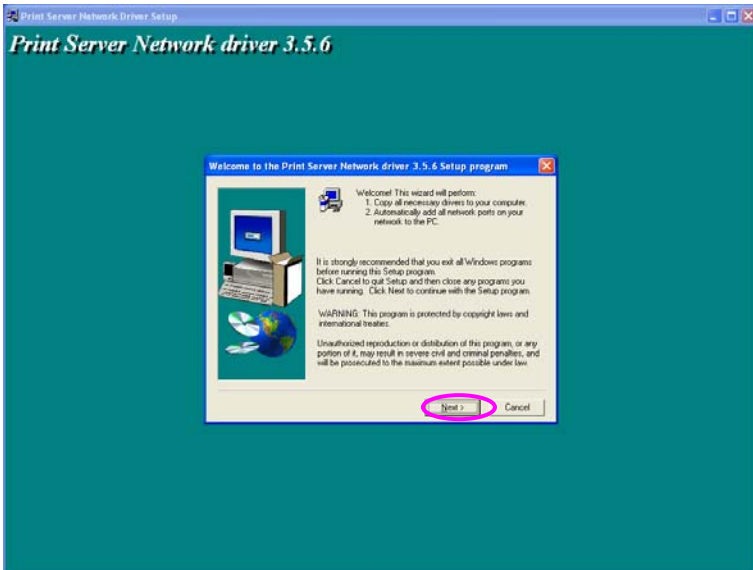 Print Server Network Driver Setup
Print Server Network driver 3.5.6
Welcome to the Print Server Network driver 3.5.6 Setup program
Welcome! This wizard will perform:
1. Copy all necessary drivers to your computer.
2. Automatically add all network ports on your
network to the PC.
It is strongly recommended that you exit all Windows programs
before running this Setup program.
Click Cancel to quit Setup and then close any programs you
have running. Click Next to continue with the Setup program.
WARNING: This program is protected by copyright laws and
international treaties.
Unauthorized reproduction or distribution of this program, or any
portion of it, may result in severe civil and criminal penalties, and
will be prosecuted to the maximum extent possible under law.
Next >
Cancel